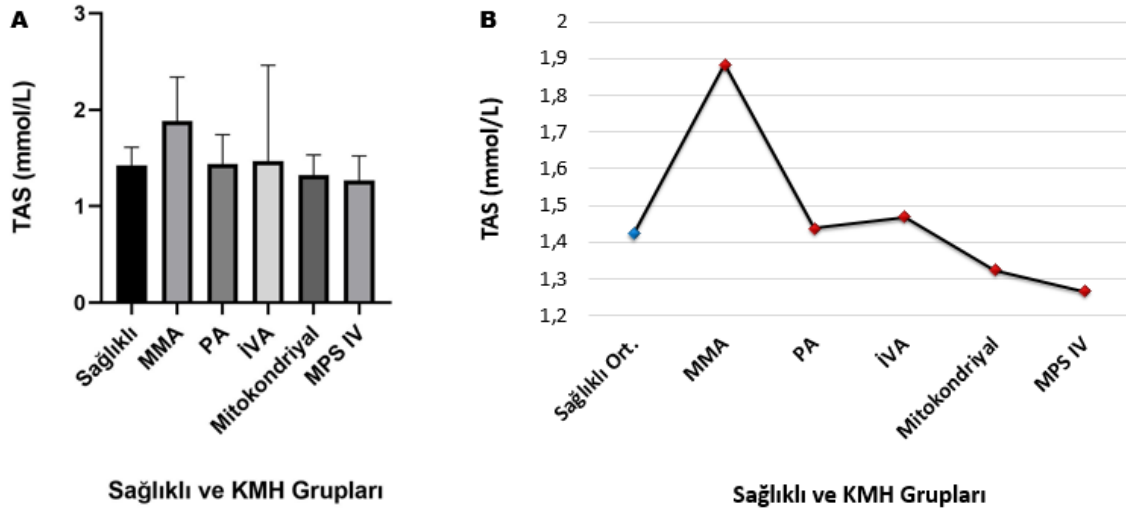 A
TAS (mmol/L)
3
2
1
0
Sağlıklı
MMA
PA
İVA
Mitokondriyal
MPS IV
Sağlıklı ve KMH Grupları
B
TAS (mmol/L)
2
1,9
1,8
1,7
1,6
1,5
1,4
1,3
1,2
Sağlıklı Ort.
MMA
PA
İVA
Mitokondriyal
MPS IV
Sağlıklı ve KMH Grupları